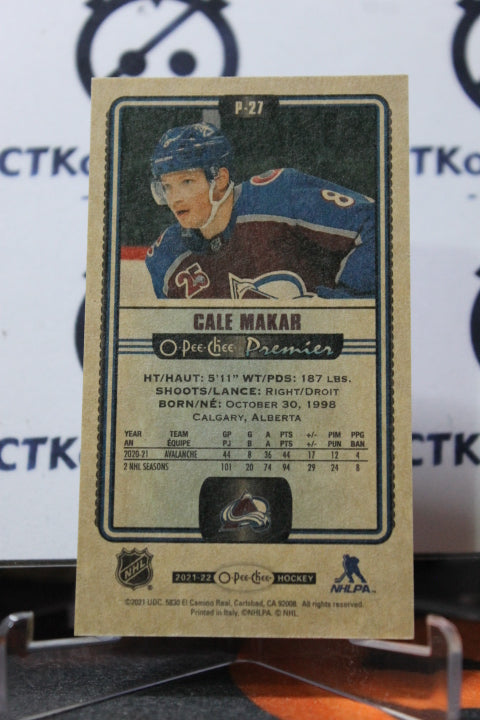 CTKo
P-27
8
25
CALE MAKAR
O-Pee-Chee Premier
HT/HAUT: 5'11" WT/PDS: 187 LBS.
SHOOTS/LANCE: RIGHT/DROIT
BORN/NÉ: OCTOBER 30, 1998
CALGARY, ALBERTA
YEAR TEAM GP G A PTS +/- PIM PPG
AN ÉQUIPE PJ B A PTS +/- PUN BAN
2020-21 AVALANCHE 44 8 36 44 17 12 4
2 NHL SEASONS 101 20 74 94 29 24 8
NHL
2021-22 O-Pee-Chee HOCKEY
NHLPA
©2021 UDC. 5830 El Camino Real, Carlsbad, CA 92008. All rights reserved.
Printed in Italy. ©NHLPA. © NHL.